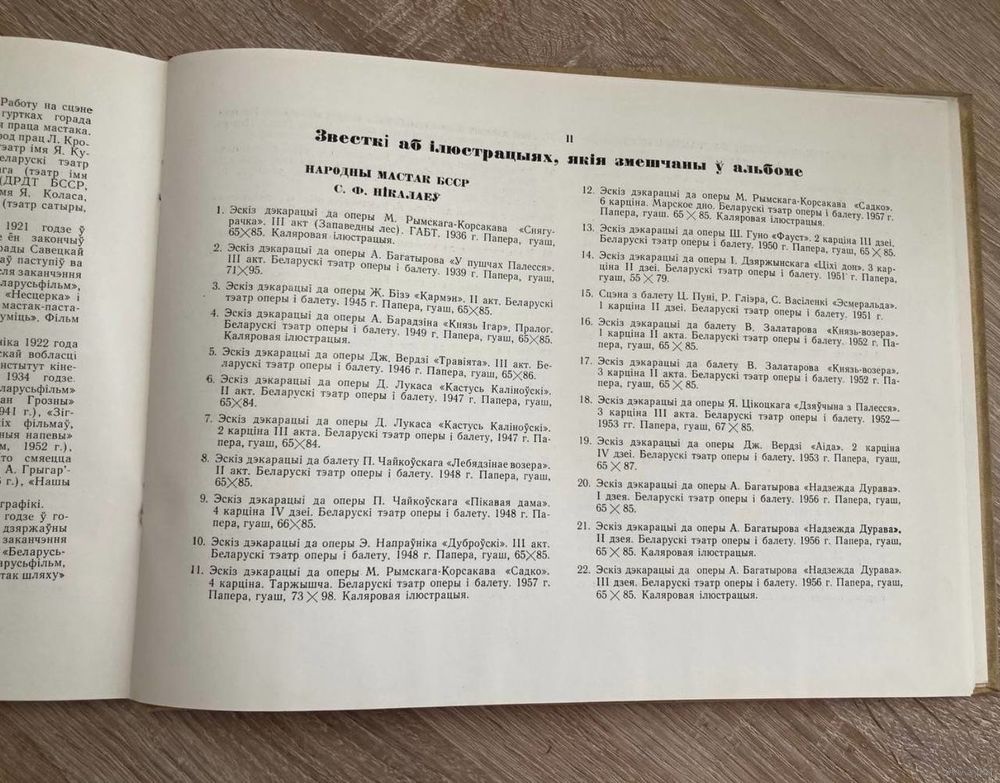 Работу на сцэне
гуртках горада
праца мастака.
род прац Л. Кро-
тэатр імя Я. Ку-
еларускі тэатр
га (тэатр імя
(ДРДТ БССР,
імя Я. Коласа,
(тэатр сатыры,
1921 годзе ў
е ён закончыў
рады Савецкай
аў паступіў ва
сля заканчэння
ларусьфільм»,
«Несцерка» і
мастак-паста-
уміць». Фільм
ніка 1922 года
скай вобласці
нстытут кіне-
1934 годзе.
ларусьфільм»
ан Грозны»
941 г.), «Зіг-
іх фільмаў,
ныя напевы»
м, 1952 г.),
то смяецца
А. Грыгар'-
г.), «Нашы
графікі.
годзе ў го-
дзяржаўны
заканчэння
«Беларусь-
арусьфільм,
так шляху»
II
Звесткі аб ілюстрацыях, якія змешчаны ў альбоме
НАРОДНЫ МАСТАК БССР
С. Ф. НІКАЛАЕЎ
1. Эскіз дэкарацыі да оперы М. Рымскага-Корсакава «Снягу-
рачка». III акт (Запаведны лес). ГАБТ. 1936 г. Папера, гуаш,
65×85. Каляровая ілюстрацыя.
2. Эскіз дэкарацыі да оперы А. Багатырова «У пушчах Палесся».
III акт. Беларускі тэатр оперы і балету. 1939 г. Папера, гуаш,
71×95.
3. Эскіз дэкарацыі да оперы Ж. Бізэ «Кармэн». II акт. Беларускі
тэатр оперы і балету. 1945 г. Папера, гуаш, 65×85.
4. Эскіз дэкарацыі да оперы А. Барадзіна «Князь Ігар». Пралог.
Беларускі тэатр оперы і балету. 1949 г. Папера, гуаш, 65×85.
Каляровая ілюстрацыя.
5. Эскіз дэкарацыі да оперы Дж. Вердзі «Травіята». III акт. Бе-
ларускі тэатр оперы і балету. 1946 г. Папера, гуаш, 65×86.
6. Эскіз дэкарацыі да оперы Д. Лукаса «Кастусь Каліноўскі».
II акт. Беларускі тэатр оперы і балету. 1947 г. Папера, гуаш,
65×84.
7. Эскіз дэкарацыі да оперы Д. Лукаса «Кастусь Каліноўскі».
2 карціна III акта. Беларускі тэатр оперы і балету, 1947 г. Па-
пера, гуаш, 65×84.
8. Эскіз дэкарацыі да балету П. Чайкоўскага «Лебядзінае возера».
II акт. Беларускі тэатр оперы і балету. 1948 г. Папера, гуаш,
65×85.
9. Эскіз дэкарацыі да оперы П. Чайкоўскага «Пікавая дама».
4 карціна IV дзеі. Беларускі тэатр оперы і балету. 1948 г. Па-
пера, гуаш, 66×85.
10. Эскіз дэкарацыі да оперы Э. Напраўніка «Дуброўскі». III акт.
Беларускі тэатр оперы і балету, 1948 г. Папера, гуаш, 65×85.
11. Эскіз дэкарацыі да оперы М. Рымскага-Корсакава «Садко».
4 карціна. Таржышча. Беларускі тэатр оперы і балету. 1957 г.
Папера, гуаш, 73 × 98. Каляровая ілюстрацыя.
12. Эскіз дэкарацыі да оперы М. Рымскага-Корсакава «Садко».
6 карціна. Марское дно. Беларускі тэатр оперы і балету. 1957 г.
Папера, гуаш. 65 × 85. Каляровая ілюстрацыя.
13. Эскіз дэкарацыі да оперы Ш. Гуно «Фауст». 2 карціна III дзеі.
Беларускі тэатр оперы і балету. 1950 г. Папера, гуаш, 65 × 85.
14. Эскіз дэкарацыі да оперы І. Дзяржынскага «Ціхі дон». 3 кар-
ціна II дзеі. Беларускі тэатр оперы і балету. 1951 г. Папера,
гуаш, 55 × 79.
15. Сцэна з балету Ц. Пуні, Р. Гліэра, С. Васіленкі «Эсмеральда».
1 карціна II дзеі. Беларускі тэатр оперы і балету. 1951 г.
16. Эскіз дэкарацыі да балету В. Залатарова «Князь-возера».
1 карціна II акта. Беларускі тэатр оперы і балету. 1952 г. Па-
пера, гуаш, 65 × 85.
17. Эскіз дэкарацыі да балету В. Залатарова «Князь-возера».
3 карціна II акта. Беларускі тэатр оперы і балету. 1952 г. Па-
пера, гуаш, 65 × 85.
18. Эскіз дэкарацыі да оперы Я. Цікоцкага «Дзяўчына з Палесся».
3 карціна III акта. Беларускі тэатр оперы і балету. 1952—
1953 гг. Папера, гуаш, 67 × 85.
19. Эскіз дэкарацыі да оперы Дж. Вердзі «Аіда». 2 карціна
IV дзеі. Беларускі тэатр оперы і балету. 1953 г. Папера, гуаш,
65 × 87.
20. Эскіз дэкарацыі да оперы А. Багатырова «Надзежда Дурава».
I дзея. Беларускі тэатр оперы і балету. 1956 г. Папера, гуаш,
65 × 85.
21. Эскіз дэкарацыі да оперы А. Багатырова «Надзежда Дурава».
II дзея. Беларускі тэатр оперы і балету. 1956 г. Папера, гуаш,
65 × 85. Каляровая ілюстрацыя.
22. Эскіз дэкарацыі да оперы А. Багатырова «Надзежда Дурава».
III дзея. Беларускі тэатр оперы і балету. 1956 г. Папера, гуаш,
65 × 85. Каляровая ілюстрацыя.